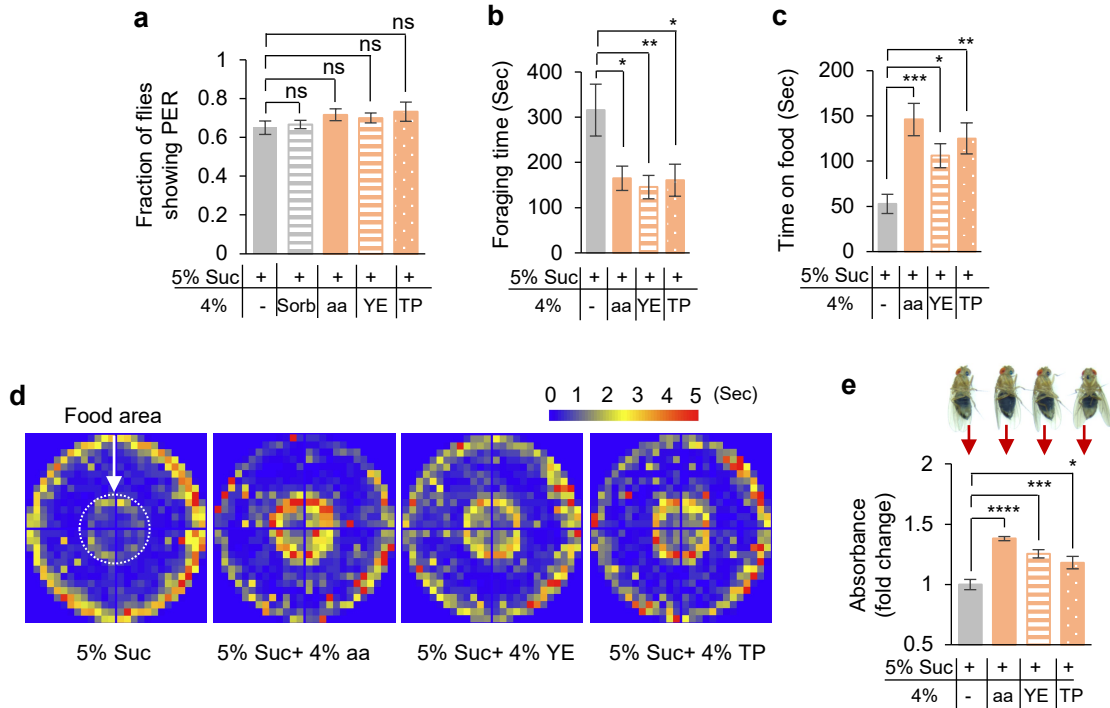 a
Fraction of flies
showing PER
1
0.8
0.6
0.4
0.2
0
ns
ns
ns
ns
5% Suc + + + + +
4% - Sorb aa YE TP
b
Foraging time (Sec)
400
300
200
100
0
*
**
*
5% Suc + + + +
4% - aa YE TP
c
Time on food (Sec)
200
150
100
50
0
**
*
***
5% Suc + + + +
4% - aa YE TP
d
0 1 2 3 4 5 (Sec)
Food area
5% Suc
5% Suc+ 4% aa
5% Suc+ 4% YE
5% Suc+ 4% TP
e
Absorbance
(fold change)
2
1.5
1
0.5
*
***
****
5% Suc + + + +
4% - aa YE TP